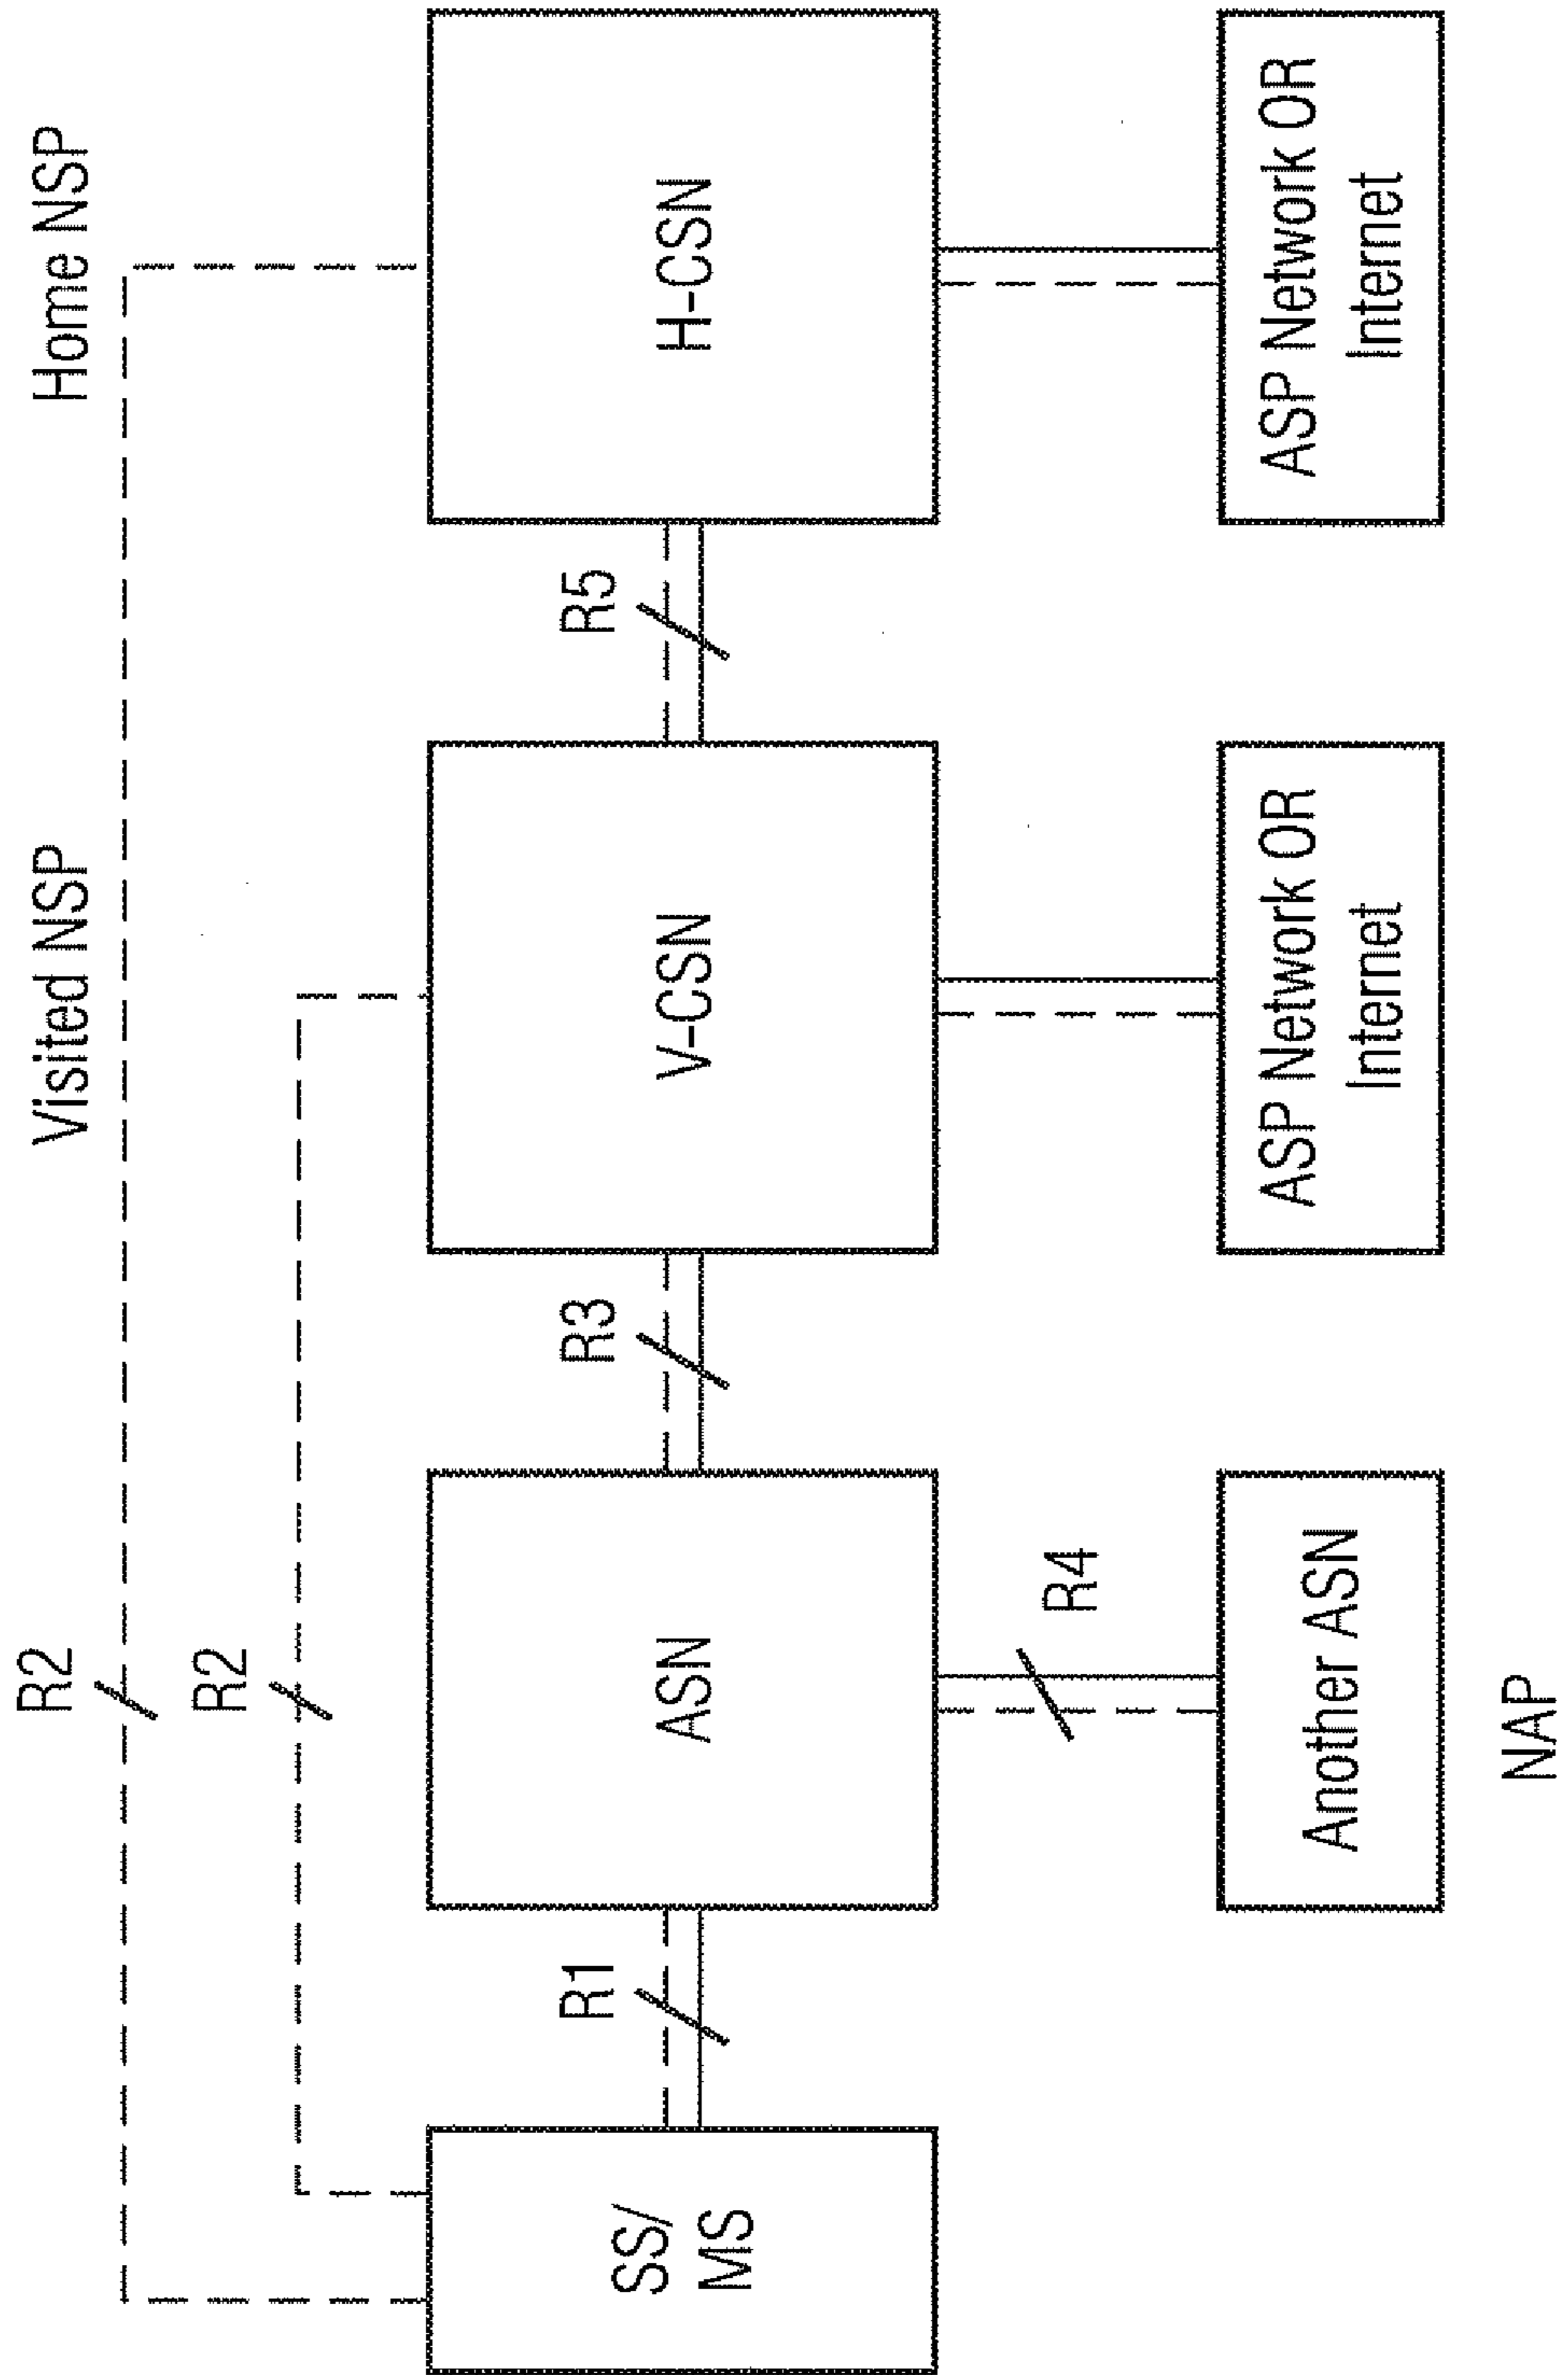 R2
Visited NSP
Home NSP
R2
SS/
MS
R1
ASN
R3
V-CSN
R5
H-CSN
R4
Another ASN
ASP Network OR
Internet
ASP Network OR
Internet
NAP